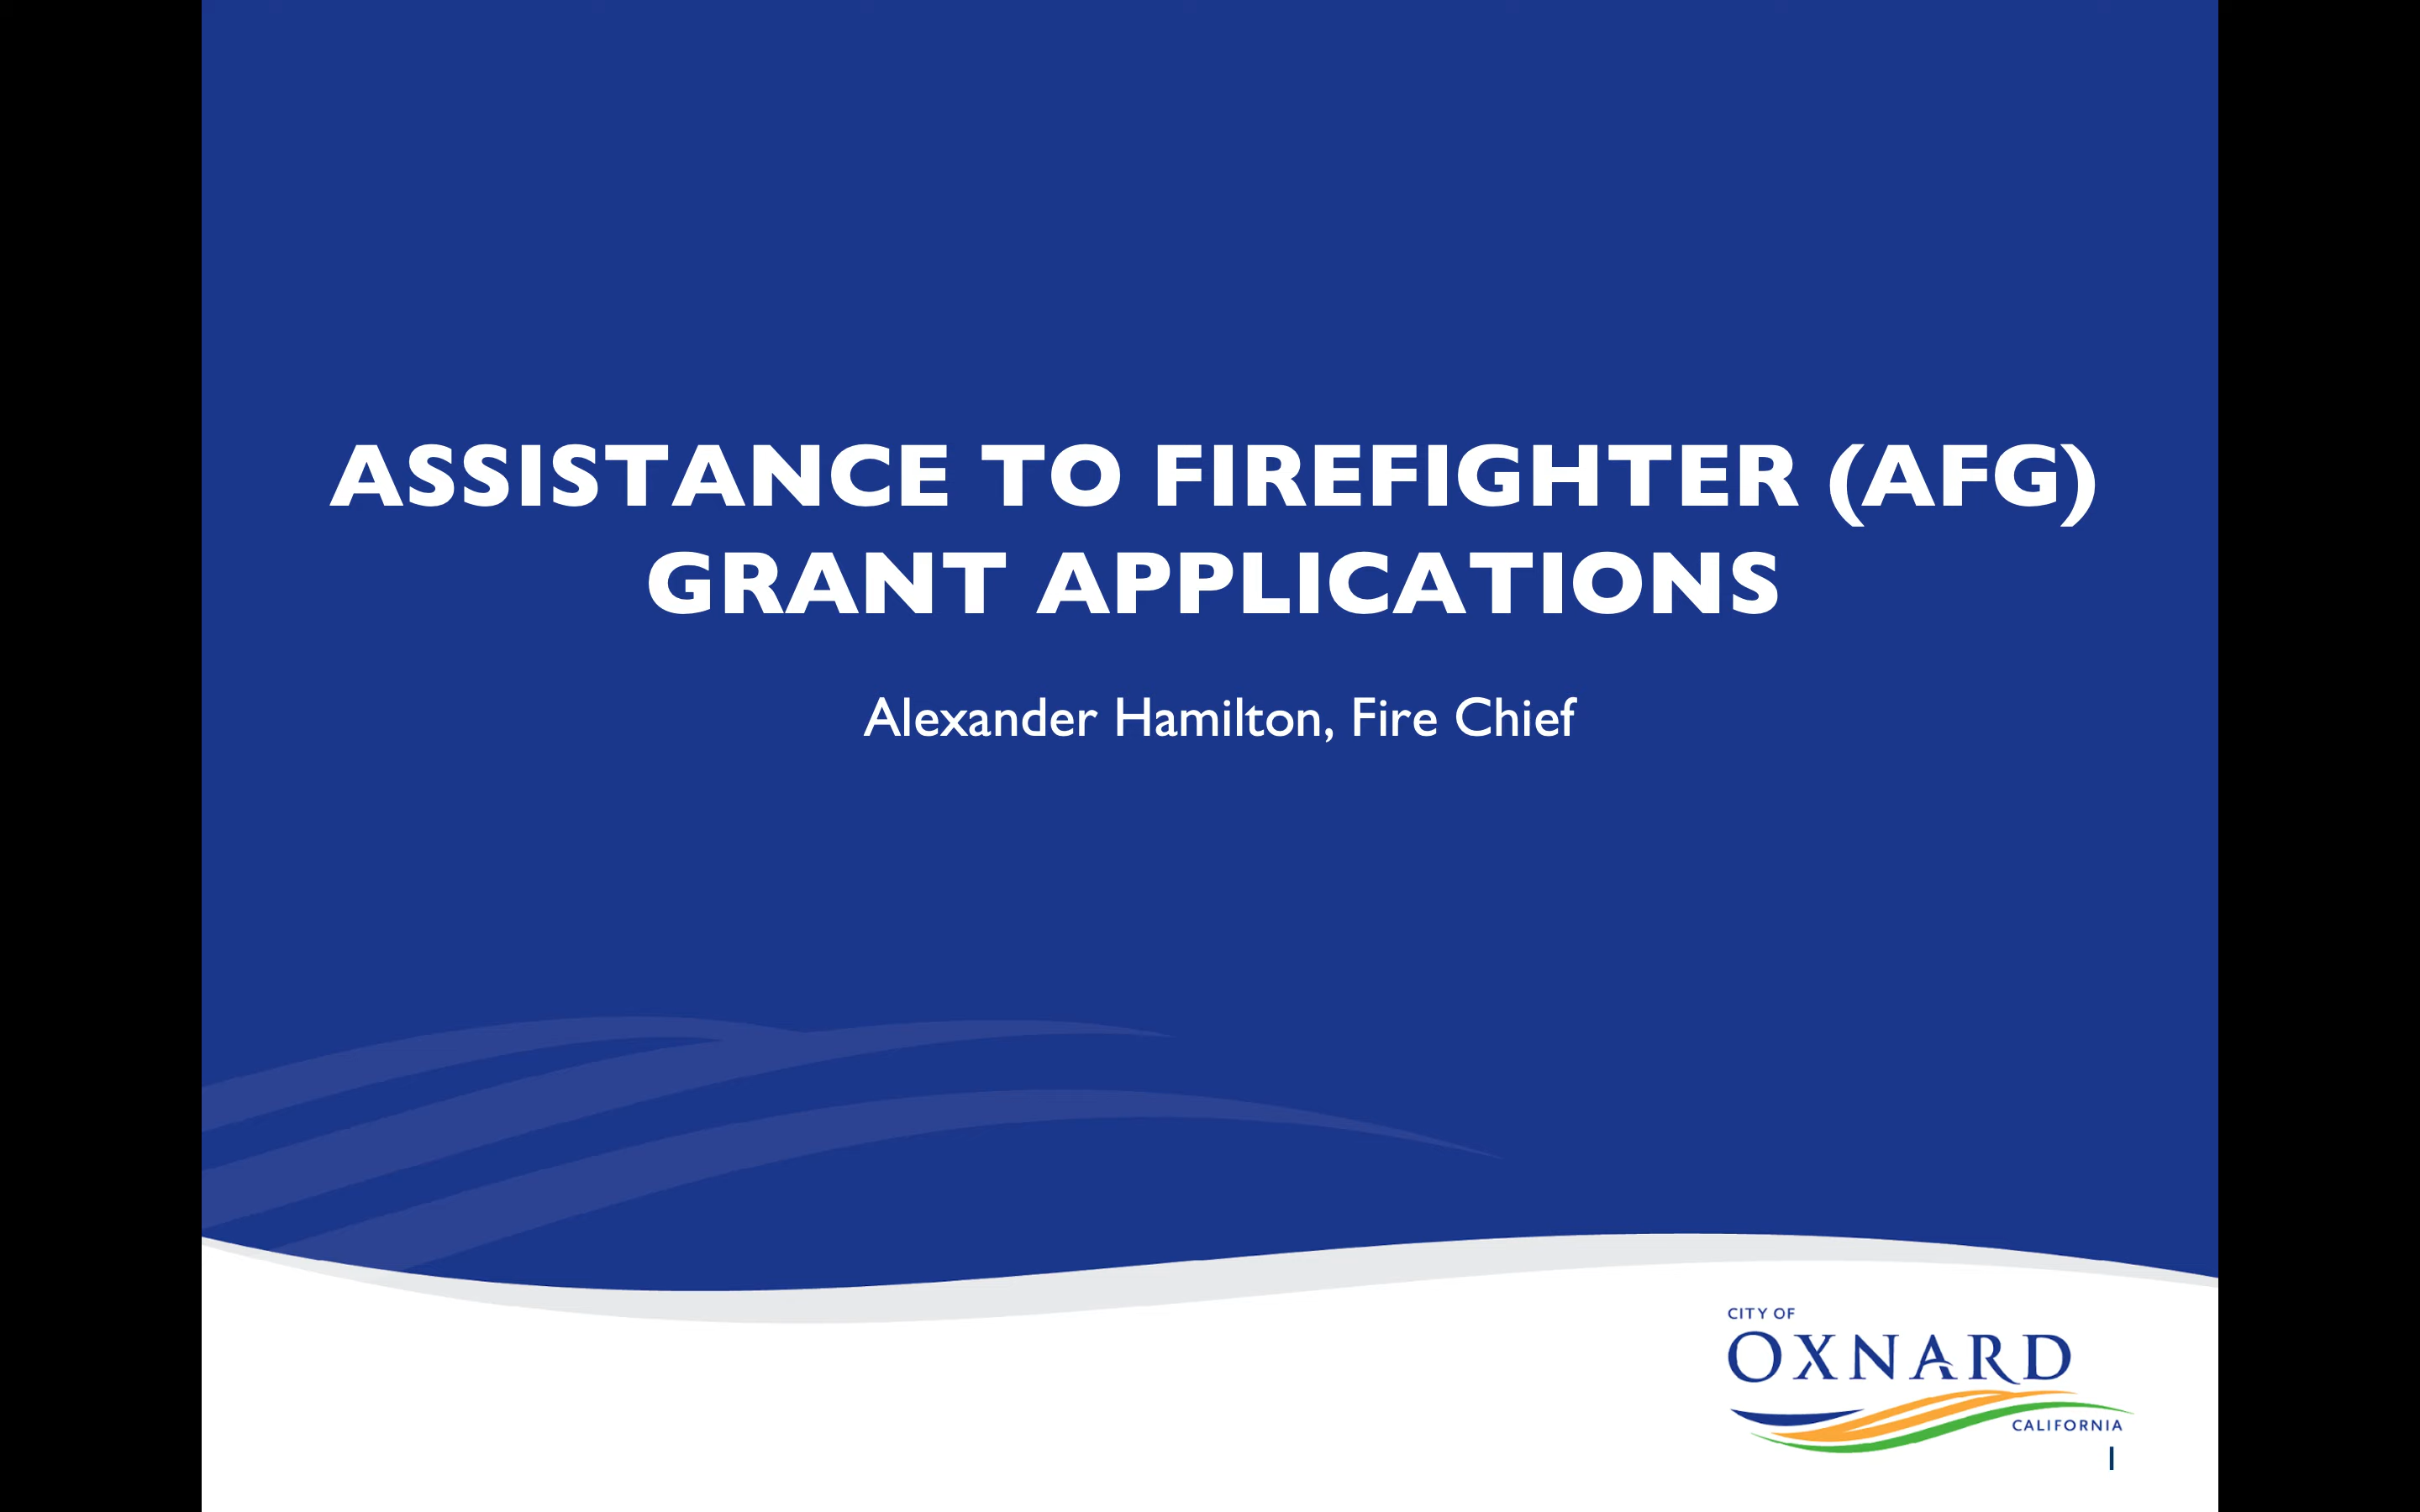 ASSISTANCE TO FIREFIGHTER (AFG)
GRANT APPLICATIONS
Alexander Hamilton, Fire Chief
CITY OF
OXNARD
CALIFORNIA
1